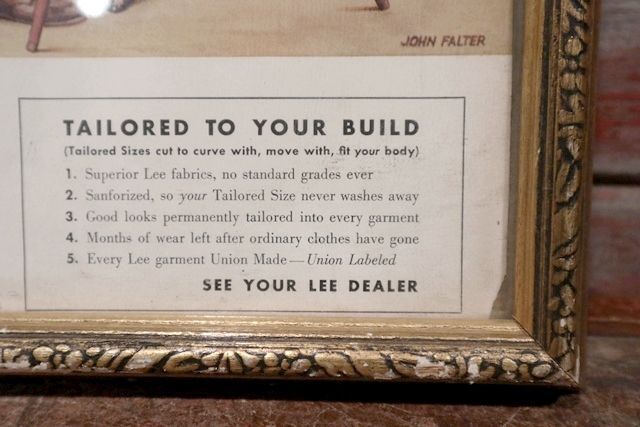 JOHN FALTER
TAILORED TO YOUR BUILD
(Tailored Sizes cut to curve with, move with, fit your body)
1. Superior Lee fabrics, no standard grades ever
2. Sanforized, so your Tailored Size never washes away
3. Good looks permanently tailored into every garment
4. Months of wear left after ordinary clothes have gone
5. Every Lee garment Union Made—Union Labeled
SEE YOUR LEE DEALER